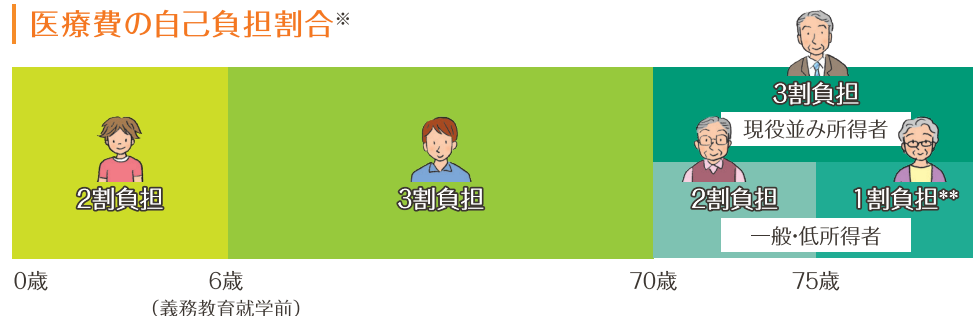 医療費の自己負担割合※
3割負担
現役並み所得者
2割負担
3割負担
2割負担
1割負担**
一般・低所得者
0歳
6歳
70歳
75歳
(義務教育就学前)